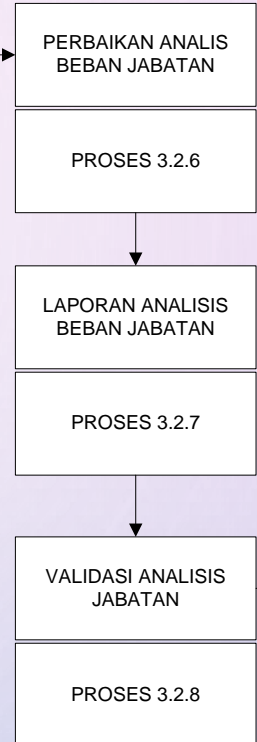 PERBAIKAN ANALIS
BEBAN JABATAN
PROSES 3.2.6
LAPORAN ANALISIS
BEBAN JABATAN
PROSES 3.2.7
VALIDASI ANALISIS
JABATAN
PROSES 3.2.8